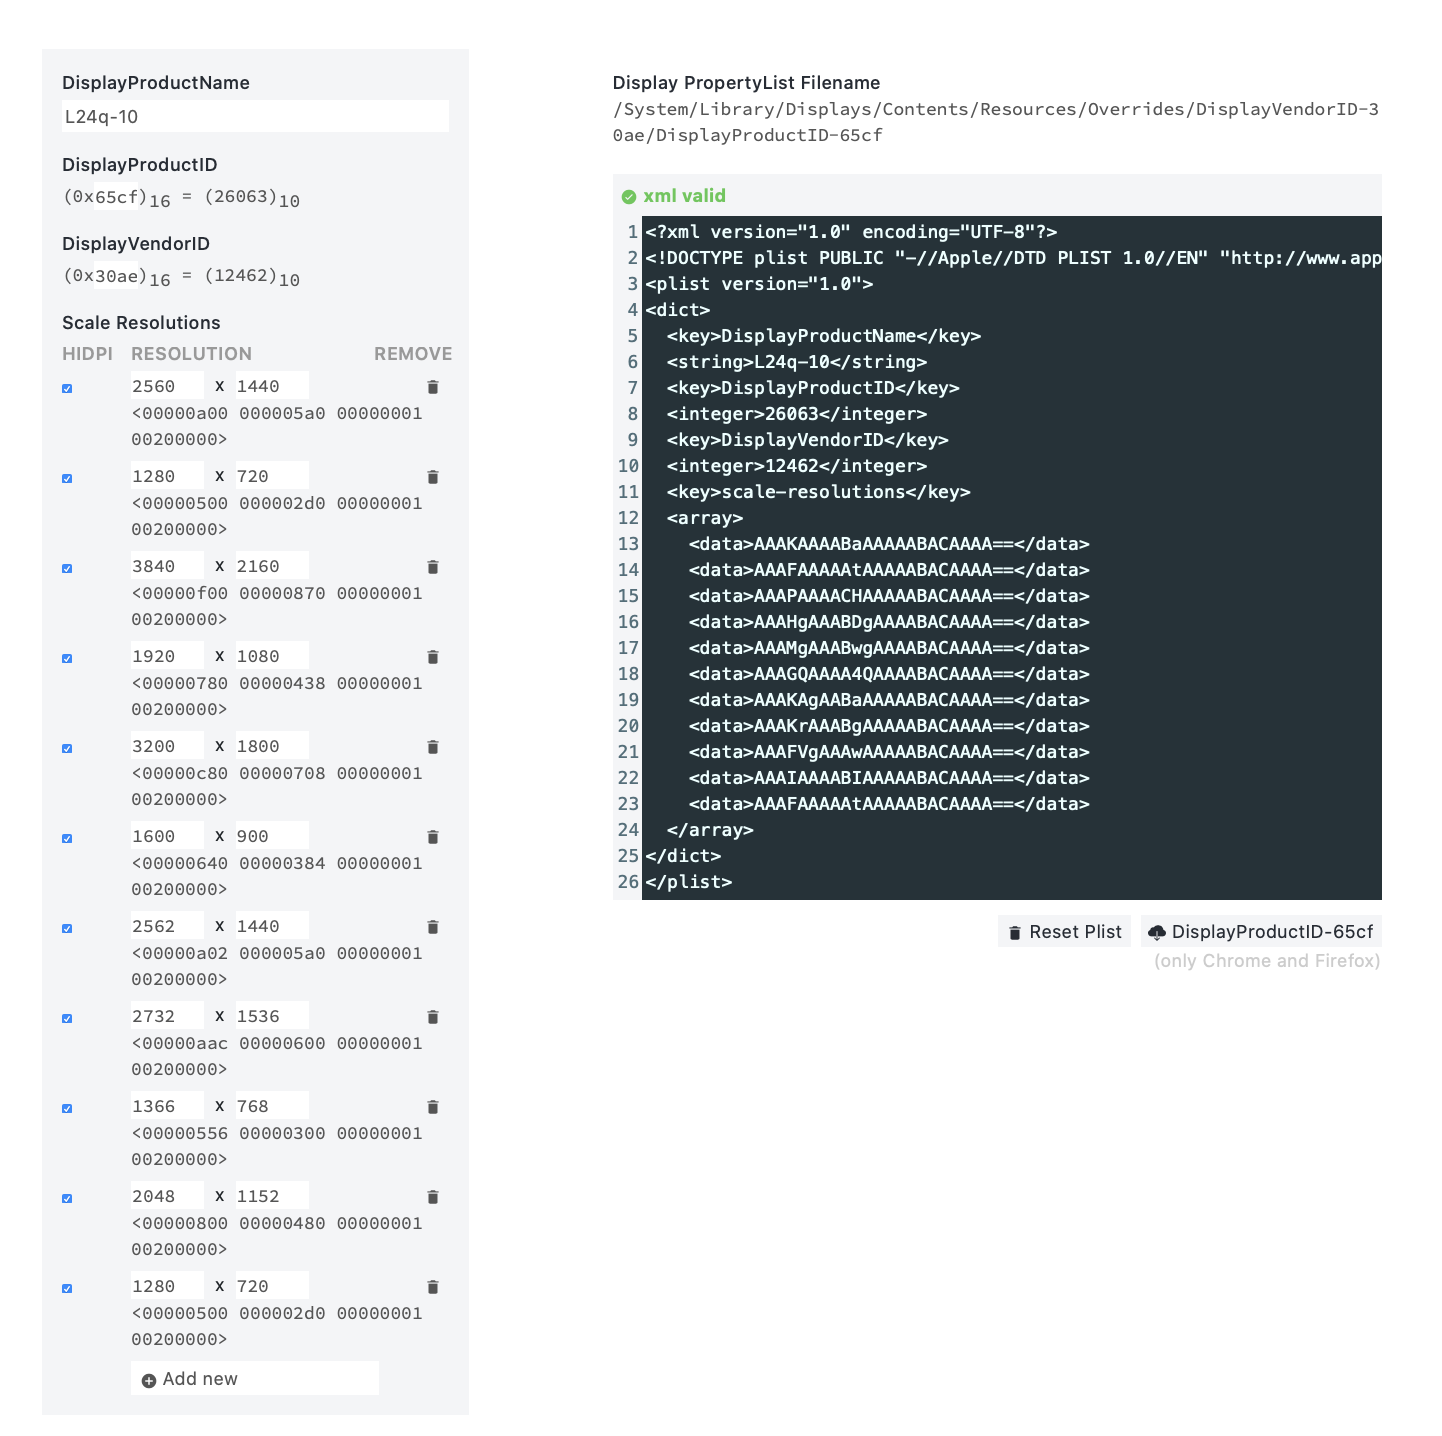 DisplayProductName
L24q-10
DisplayProductID
(0x65cf)16 = (26063)10
DisplayVendorID
(0x30ae)16 = (12462)10
Scale Resolutions
HIDPI RESOLUTION REMOVE
2560 x 1440
<00000a00 000005a0 00000001
00200000>
1280 x 720
<00000500 000002d0 00000001
00200000>
3840 x 2160
<00000f00 00000870 00000001
00200000>
1920 x 1080
<00000780 00000438 00000001
00200000>
3200 x 1800
<00000c80 00000708 00000001
00200000>
1600 x 900
<00000640 00000384 00000001
00200000>
2562 x 1440
<00000a02 000005a0 00000001
00200000>
2732 x 1536
<00000aac 00000600 00000001
00200000>
1366 x 768
<00000556 00000300 00000001
00200000>
2048 x 1152
<00000800 00000480 00000001
00200000>
1280 x 720
<00000500 000002d0 00000001
00200000>
Add new
Display PropertyList Filename
/System/Library/Displays/Contents/Resources/Overrides/DisplayVendorID-3
0ae/DisplayProductID-65cf
xml valid
1 <?xml version="1.0" encoding="UTF-8"?>
2 <!DOCTYPE plist PUBLIC "-//Apple//DTD PLIST 1.0//EN" "http://www.app
3 <plist version="1.0">
4 <dict>
5 <key>DisplayProductName</key>
6 <string>L24q-10</string>
7 <key>DisplayProductID</key>
8 <integer>26063</integer>
9 <key>DisplayVendorID</key>
10 <integer>12462</integer>
11 <key>scale-resolutions</key>
12 <array>
13 <data>AAAKAAAABaAAAAABACAAAA==</data>
14 <data>AAAFAAAAAtAAAAABACAAAA==</data>
15 <data>AAAPAAAACHAAAAABACAAAA==</data>
16 <data>AAAHgAAABDgAAAABACAAAA==</data>
17 <data>AAAMgAAABwgAAAABACAAAA==</data>
18 <data>AAAGQAAAA4QAAAABACAAAA==</data>
19 <data>AAAKAgAABaAAAAABACAAAA==</data>
20 <data>AAAKrAAABgAAAAABACAAAA==</data>
21 <data>AAAFVgAAAwAAAAABACAAAA==</data>
22 <data>AAAIAAAABIAAAAABACAAAA==</data>
23 <data>AAAFAAAAAtAAAAABACAAAA==</data>
24 </array>
25 </dict>
26 </plist>
Reset Plist DisplayProductID-65cf
(only Chrome and Firefox)